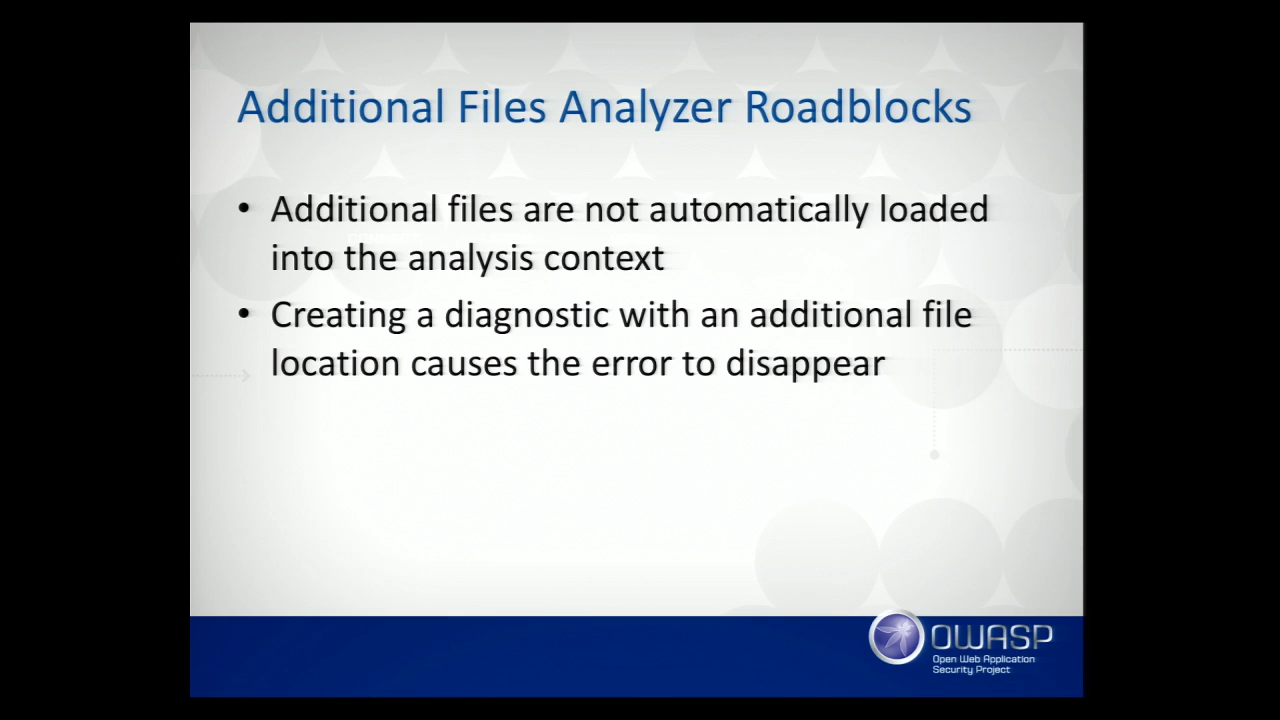 Additional Files Analyzer Roadblocks
• Additional files are not automatically loaded
into the analysis context
• Creating a diagnostic with an additional file
location causes the error to disappear
OWASP
Open Web Application
Security Project